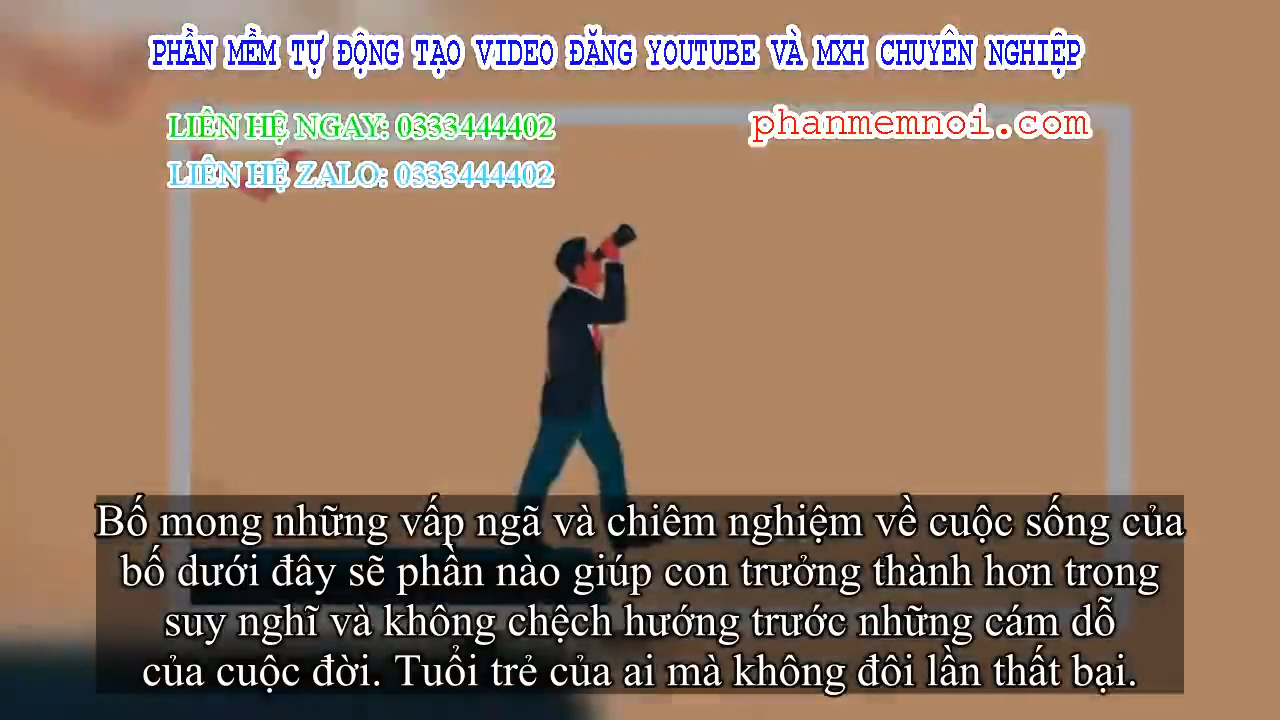 PHẦN MỀM TỰ ĐỘNG TẠO VIDEO ĐĂNG YOUTUBE VÀ MXH CHUYÊN NGHIỆP
LIÊN HỆ NGAY: 0333444402
phanmemnoi.com
LIÊN HỆ ZALO: 0333444402
Bố mong những vấp ngã và chiêm nghiệm về cuộc sống của
bố dưới đây sẽ phần nào giúp con trưởng thành hơn trong
suy nghĩ và không chệch hướng trước những cám dỗ
của cuộc đời. Tuổi trẻ của ai mà không đôi lần thất bại.